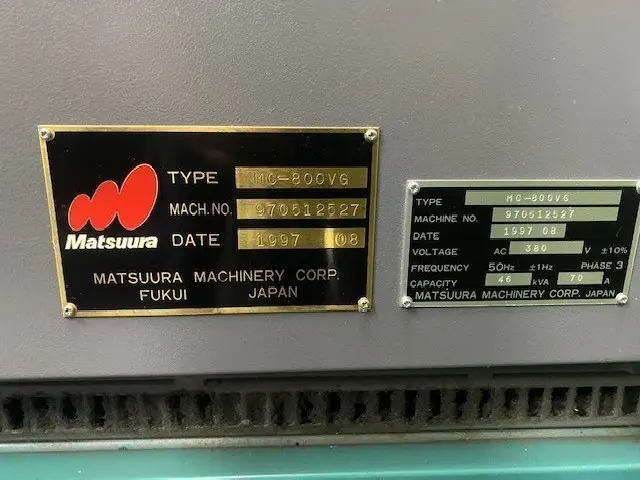 Matsuura
TYPE MC-800VG
MACH. NO. 970512527
DATE 1997 08
MATSUURA MACHINERY CORP.
FUKUI JAPAN
TYPE MC-800VG
MACHINE NO. 970512527
DATE 1997 08
VOLTAGE AC 380 V ±10%
FREQUENCY 50Hz ±1Hz PHASE 3
CAPACITY 46 kVA 70 A
MATSUURA MACHINERY CORP. JAPAN